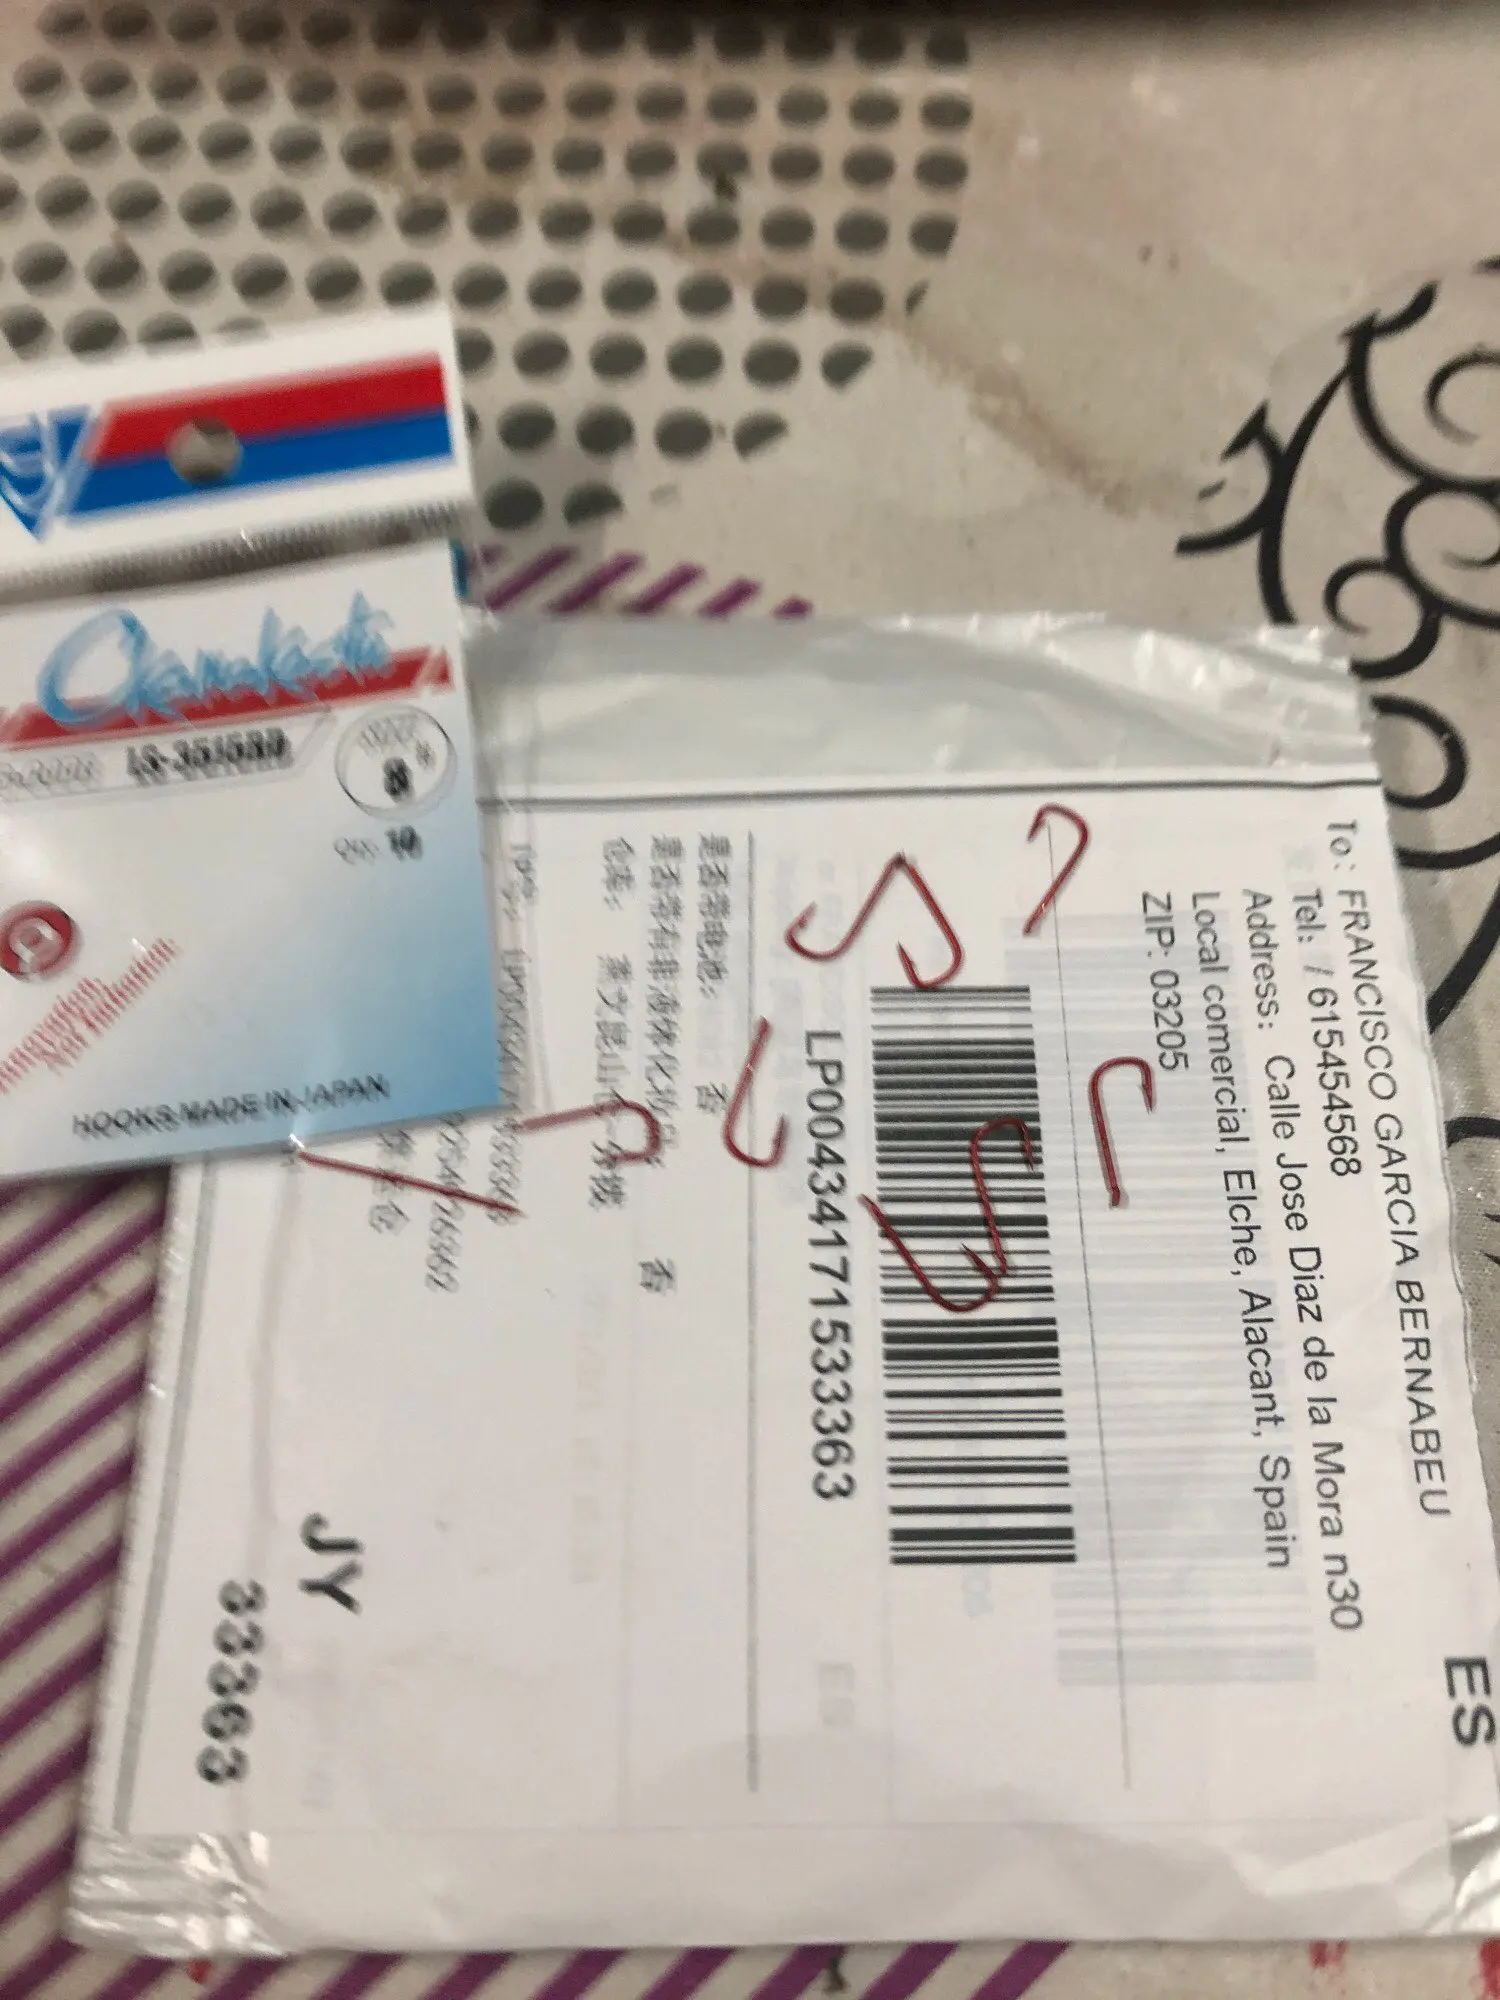 ES
To: FRANCISCO GARCIA BERNABEU
Tel: / 615454568
Address: Calle Jose Diaz de la Mora n30
Local comercial, Elche, Alacant, Spain
ZIP: 03205
LP00434171533363
是否带电池: 否
是否带有非液体化妆品: 否
仓库:
JY
33363
8
QTY. 10
HOOKS MADE IN JAPAN